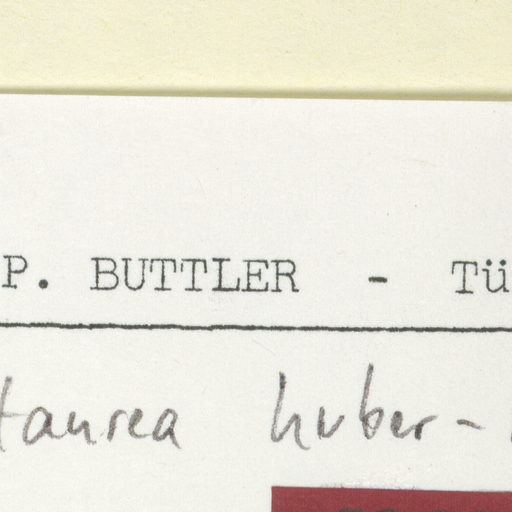 P. BUTTLER - Tü
taurea huber-